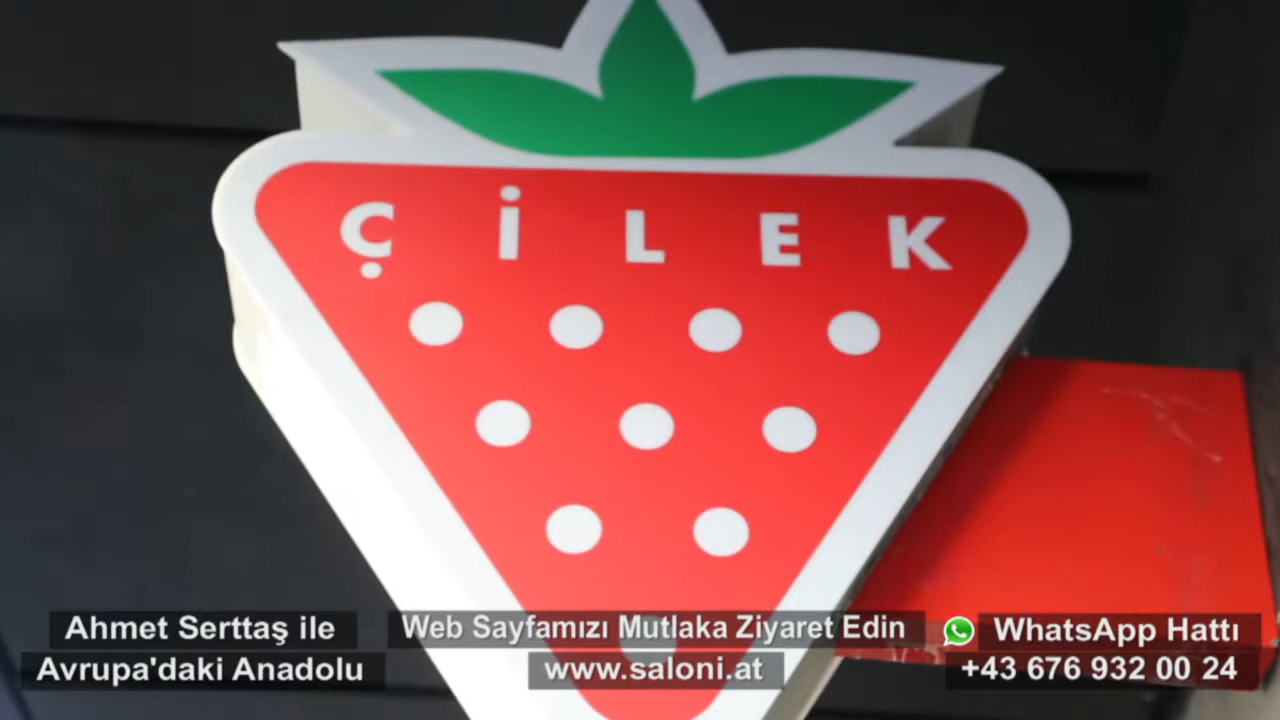 ÇİLEK
Ahmet Serttaş ile
Avrupa'daki Anadolu
Web Sayfamızı Mutlaka Ziyaret Edin
www.saloni.at
WhatsApp Hattı
+43 676 932 00 24